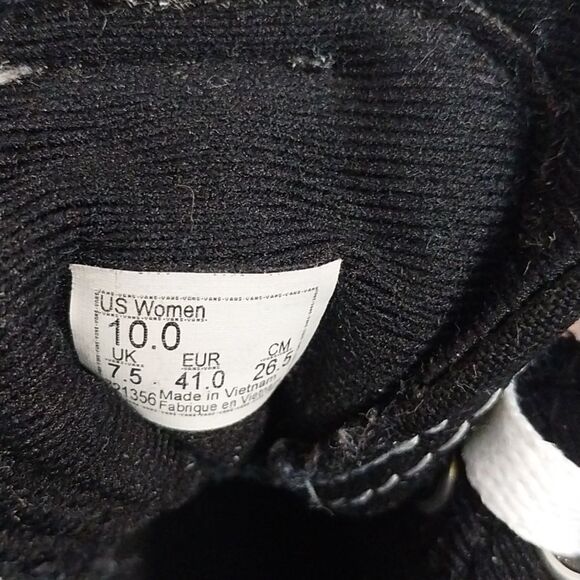 US Women
10.0
UK EUR CM
7.5 41.0 26.5
21356 Made in Vietnam
Fabrique en Vietnam